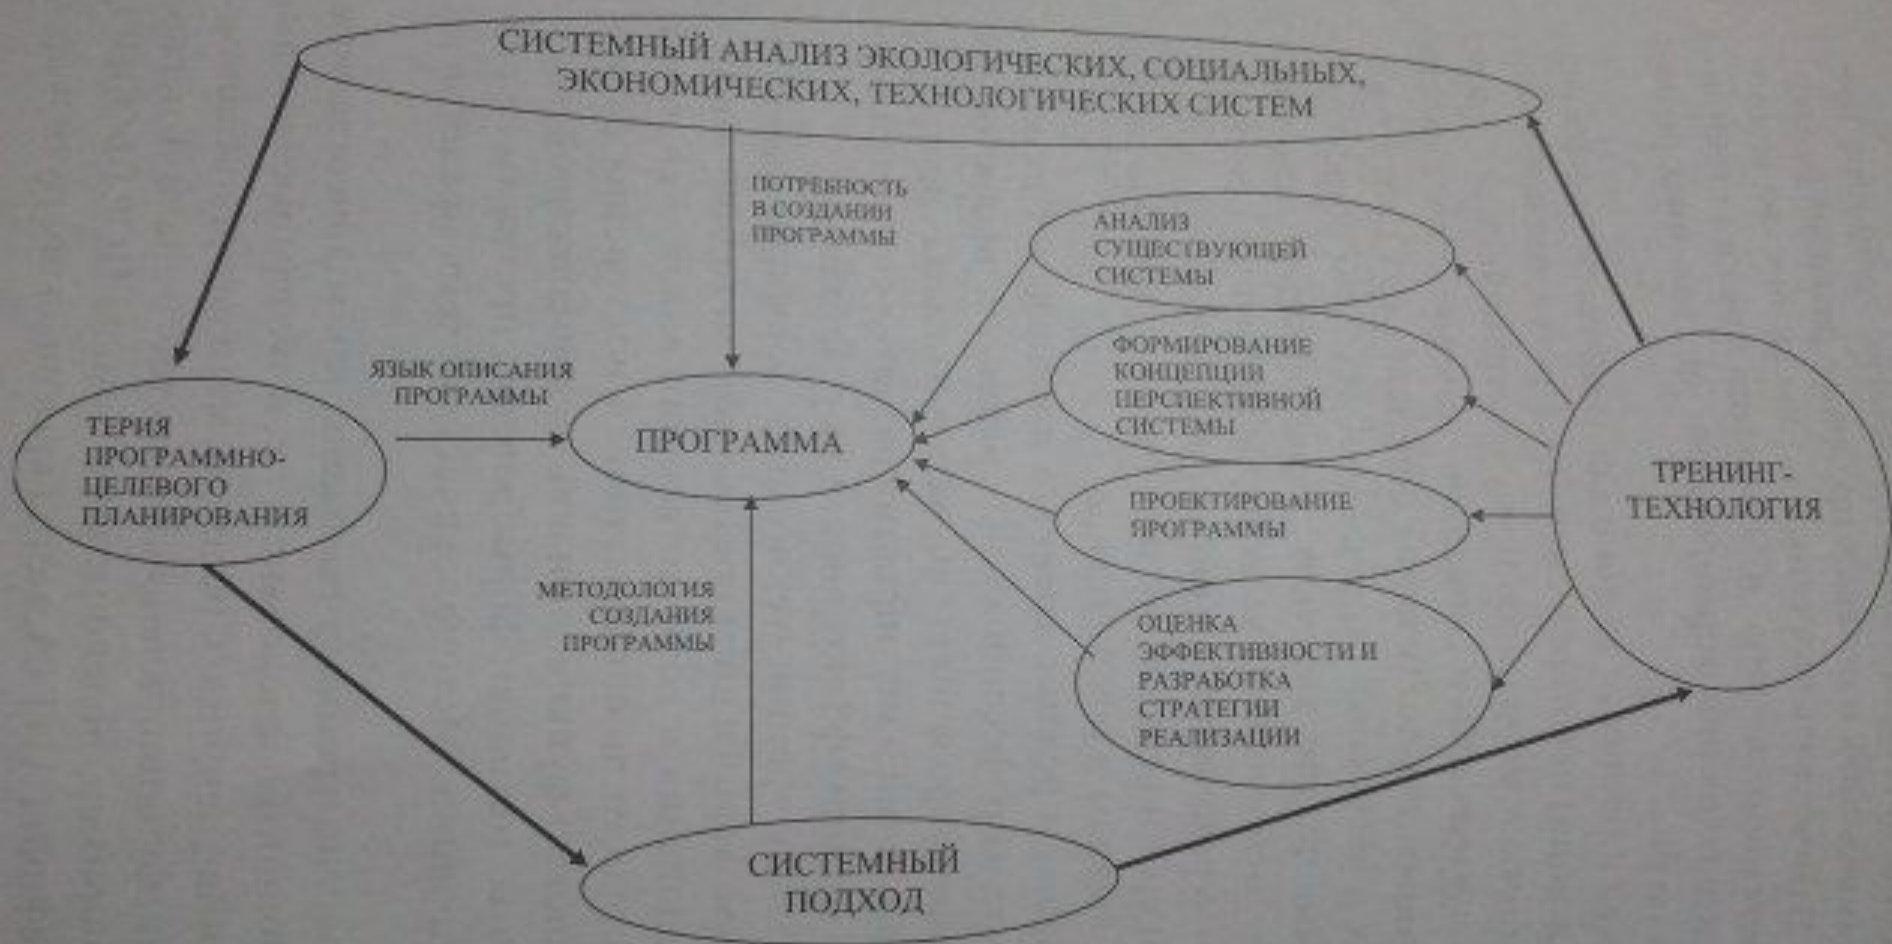 СИСТЕМНЫЙ АНАЛИЗ ЭКОЛОГИЧЕСКИХ, СОЦИАЛЬНЫХ,
ЭКОНОМИЧЕСКИХ, ТЕХНОЛОГИЧЕСКИХ СИСТЕМ
ПОТРЕБНОСТЬ
В СОЗДАНИИ
ПРОГРАММЫ
АНАЛИЗ
СУЩЕСТВУЮЩЕЙ
СИСТЕМЫ
ФОРМИРОВАНИЕ
КОНЦЕПЦИИ
ПЕРСПЕКТИВНОЙ
СИСТЕМЫ
ЯЗЫК ОПИСАНИЯ
ПРОГРАММЫ
ТЕРИЯ
ПРОГРАММНО-
ЦЕЛЕВОГО
ПЛАНИРОВАНИЯ
ПРОГРАММА
ТРЕНИНГ-
ТЕХНОЛОГИЯ
ПРОЕКТИРОВАНИЕ
ПРОГРАММЫ
МЕТОДОЛОГИЯ
СОЗДАНИЯ
ПРОГРАММЫ
ОЦЕНКА
ЭФФЕКТИВНОСТИ И
РАЗРАБОТКА
СТРАТЕГИИ
РЕАЛИЗАЦИИ
СИСТЕМНЫЙ
ПОДХОД